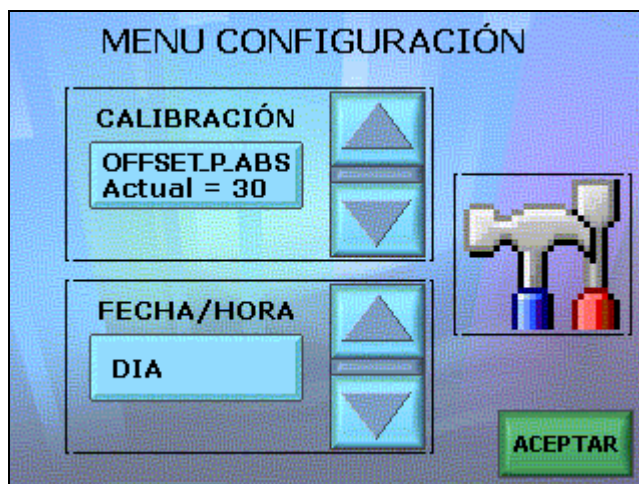 MENU CONFIGURACIÓN
CALIBRACIÓN
OFFSET_P_ABS
Actual = 30
FECHA/HORA
DIA
ACEPTAR